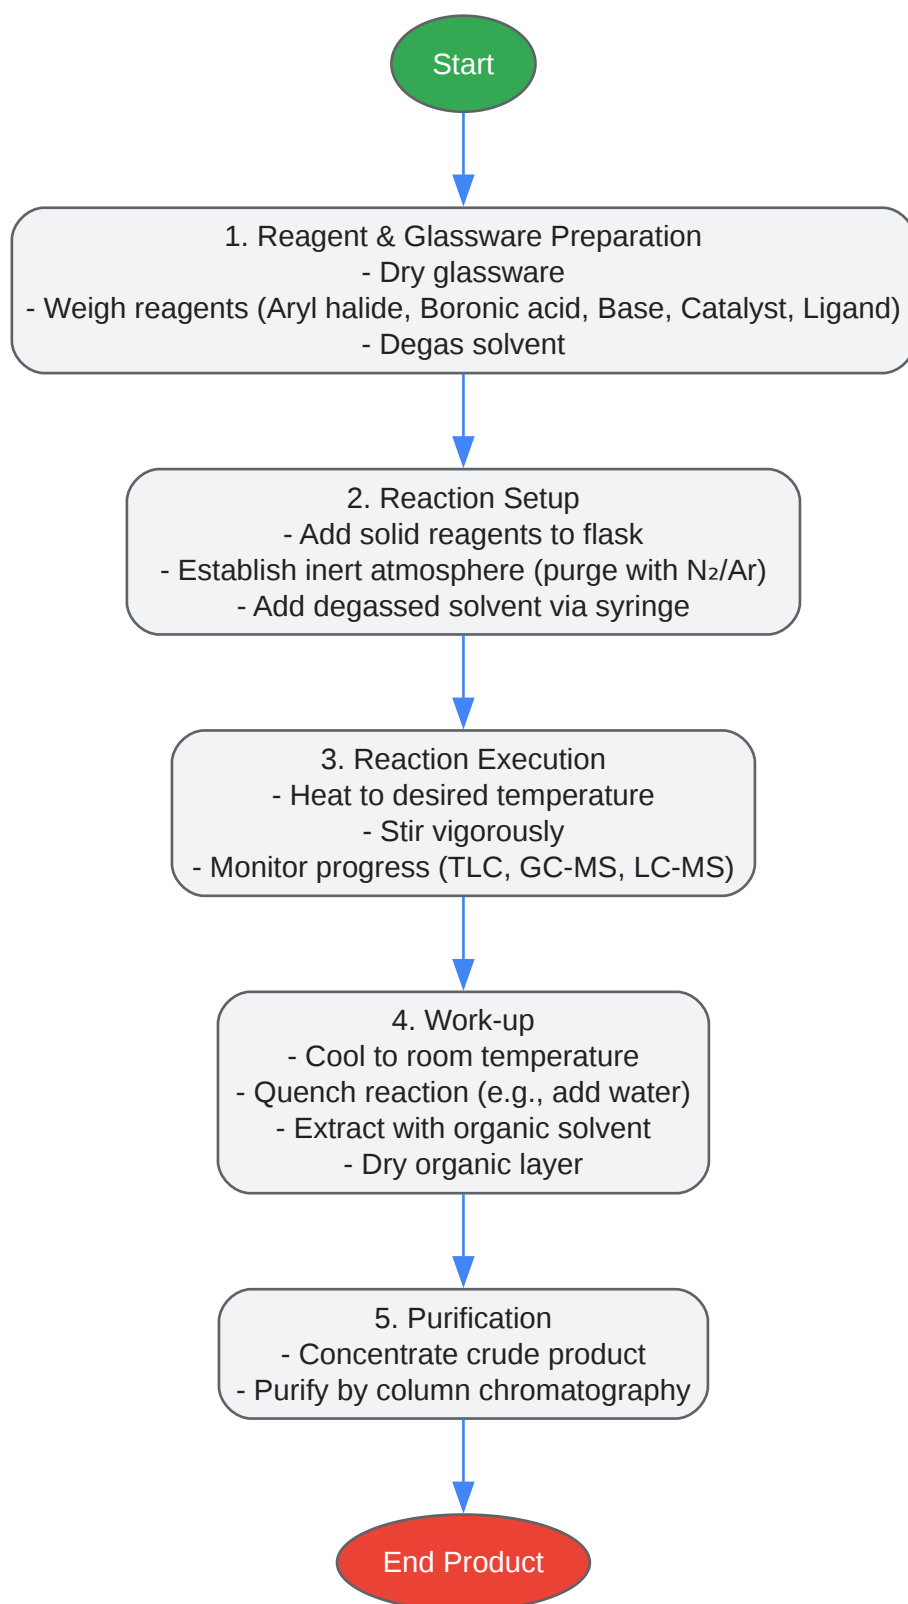 Start
1. Reagent & Glassware Preparation
- Dry glassware
- Weigh reagents (Aryl halide, Boronic acid, Base, Catalyst, Ligand)
- Degas solvent
2. Reaction Setup
- Add solid reagents to flask
- Establish inert atmosphere (purge with N₂/Ar)
- Add degassed solvent via syringe
3. Reaction Execution
- Heat to desired temperature
- Stir vigorously
- Monitor progress (TLC, GC-MS, LC-MS)
4. Work-up
- Cool to room temperature
- Quench reaction (e.g., add water)
- Extract with organic solvent
- Dry organic layer
5. Purification
- Concentrate crude product
- Purify by column chromatography
End Product